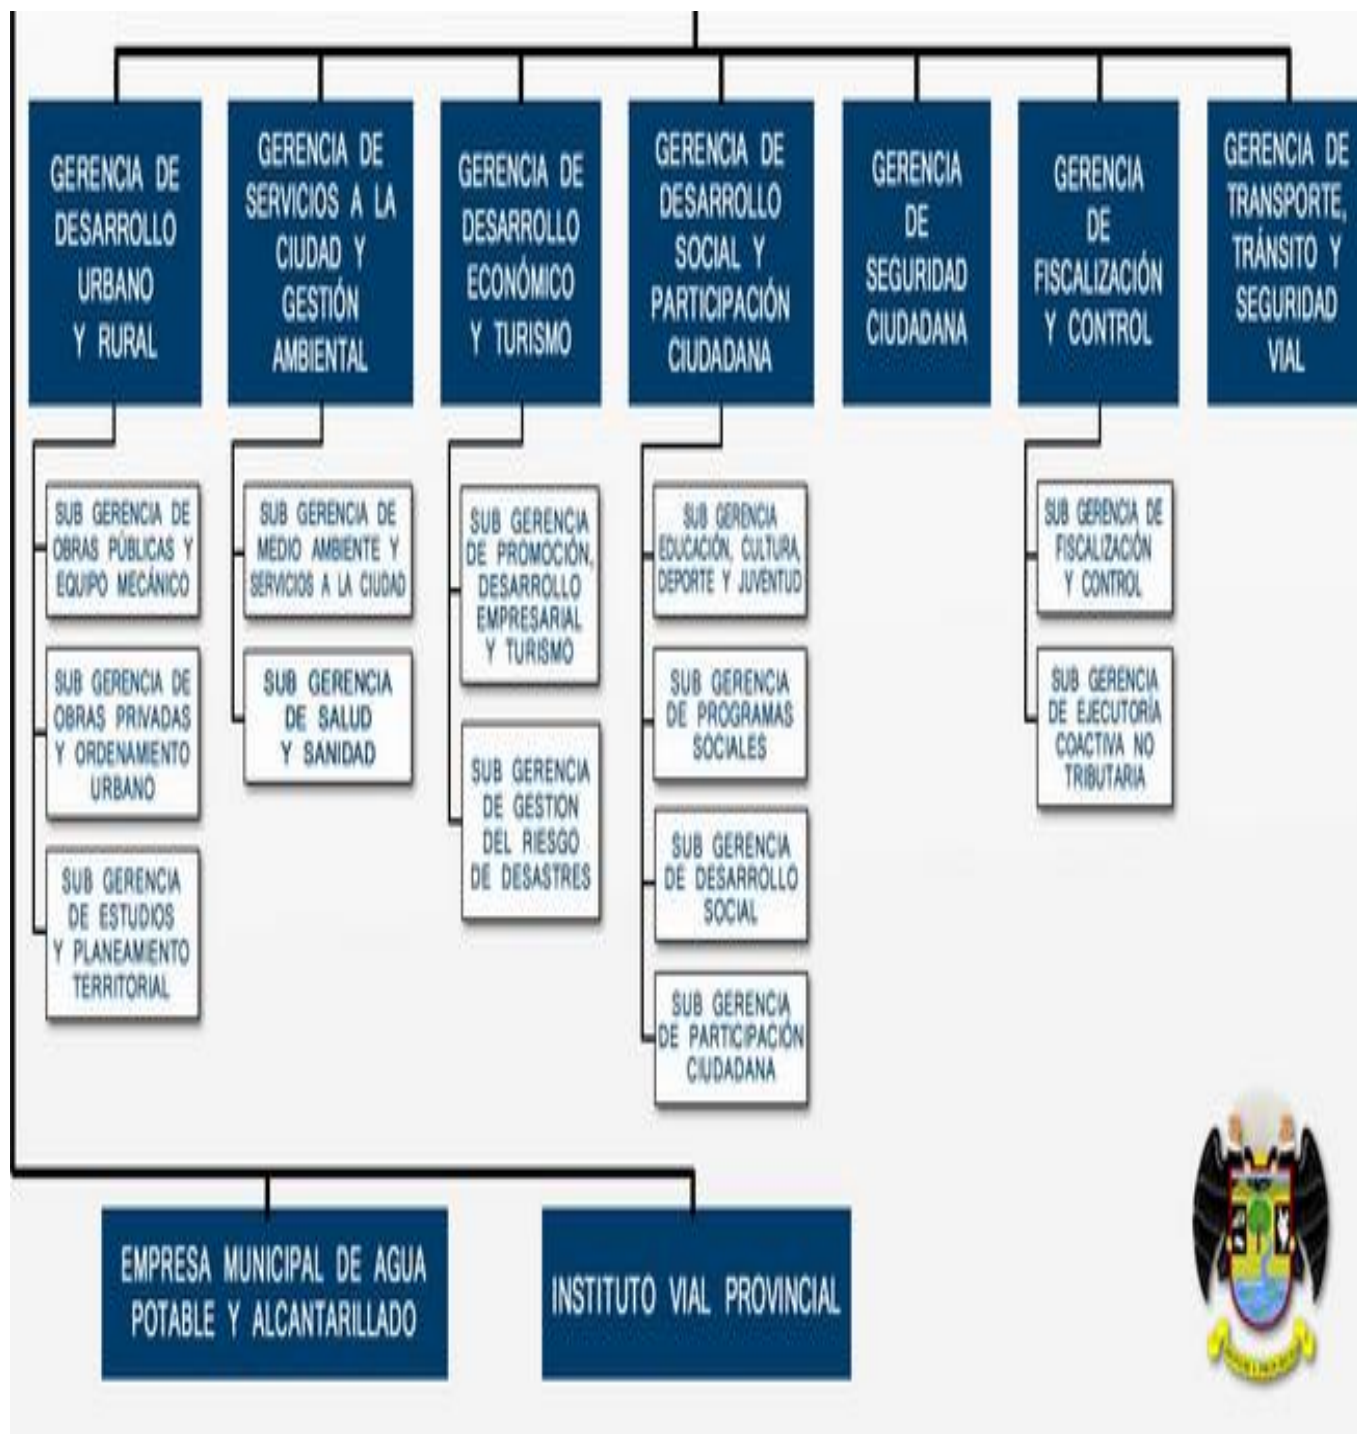 GERENCIA DE
DESARROLLO
URBANO
Y RURAL
GERENCIA DE
SERVICIOS A LA
CIUDAD Y
GESTIÓN
AMBIENTAL
GERENCIA DE
DESARROLLO
ECONÓMICO
Y TURISMO
GERENCIA DE
DESARROLLO
SOCIAL Y
PARTICIPACIÓN
CIUDADANA
GERENCIA
DE
SEGURIDAD
CIUDADANA
GERENCIA
DE
FISCALIZACIÓN
Y CONTROL
GERENCIA DE
TRANSPORTE,
TRÁNSITO Y
SEGURIDAD
VIAL
SUB GERENCIA DE
OBRAS PÚBLICAS Y
EQUIPO MECÁNICO
SUB GERENCIA DE
OBRAS PRIVADAS
Y ORDENAMIENTO
URBANO
SUB GERENCIA
DE ESTUDIOS
Y PLANEAMIENTO
TERRITORIAL
SUB GERENCIA DE
MEDIO AMBIENTE Y
SERVICIOS A LA CIUDAD
SUB GERENCIA
DE SALUD
Y SANIDAD
SUB GERENCIA
DE PROMOCIÓN,
DESARROLLO
EMPRESARIAL
Y TURISMO
SUB GERENCIA
DE GESTIÓN
DEL RIESGO
DE DESASTRES
SUB GERENCIA
EDUCACIÓN, CULTURA,
DEPORTE Y JUVENTUD
SUB GERENCIA
DE PROGRAMAS
SOCIALES
SUB GERENCIA
DE DESARROLLO
SOCIAL
SUB GERENCIA
DE PARTICIPACIÓN
CIUDADANA
SUB GERENCIA DE
FISCALIZACIÓN
Y CONTROL
SUB GERENCIA
DE EJECUTORÍA
COACTIVA NO
TRIBUTARIA
EMPRESA MUNICIPAL DE AGUA
POTABLE Y ALCANTARILLADO
INSTITUTO VIAL PROVINCIAL